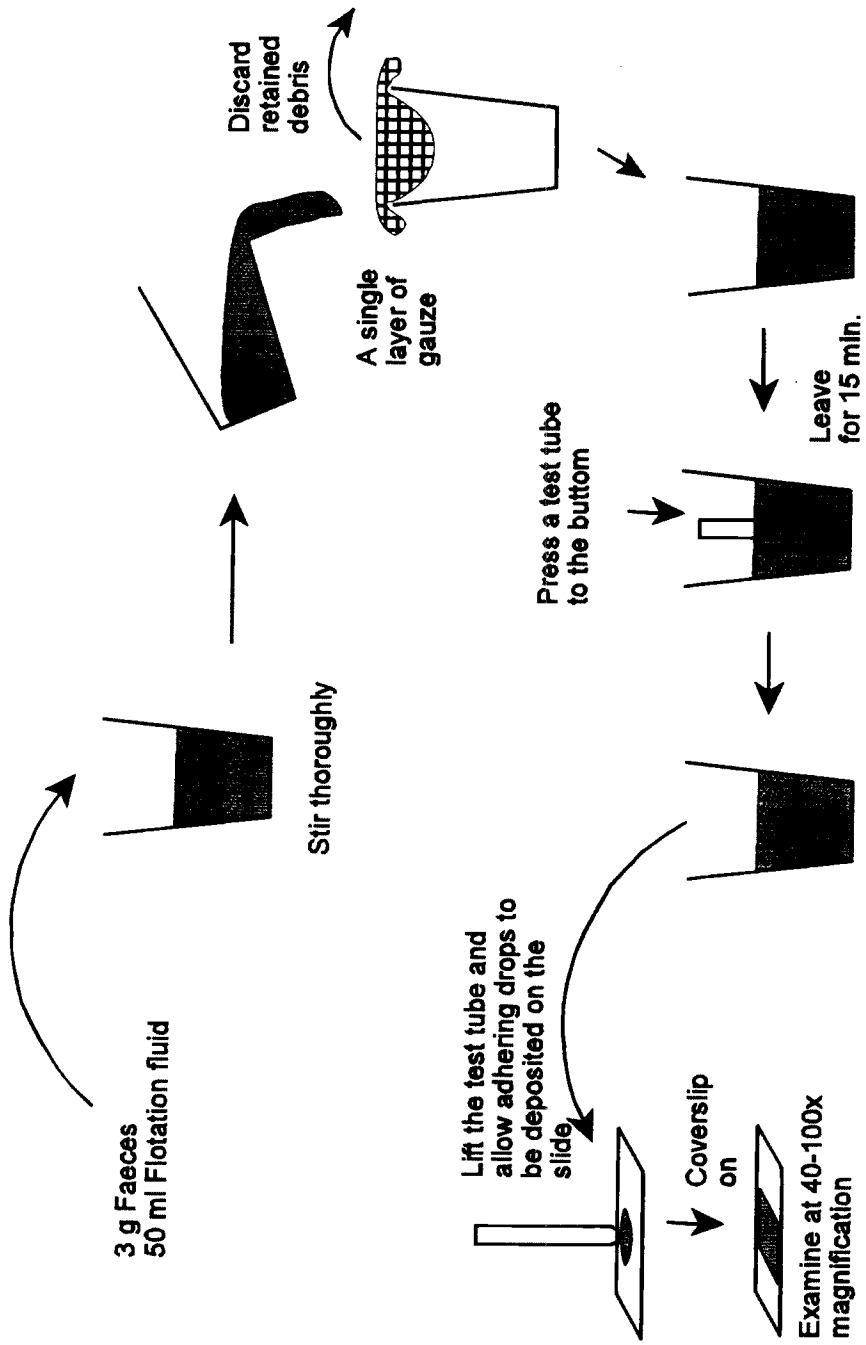 3 g Faeces
50 ml Flotation fluid
Stir thoroughly
A single
layer of
gauze
Discard
retained
debris
Leave
for 15 min.
Press a test tube
to the buttom
Lift the test tube and
allow adhering drops to
be deposited on the
slide
Coverslip
on
Examine at 40-100x
magnification